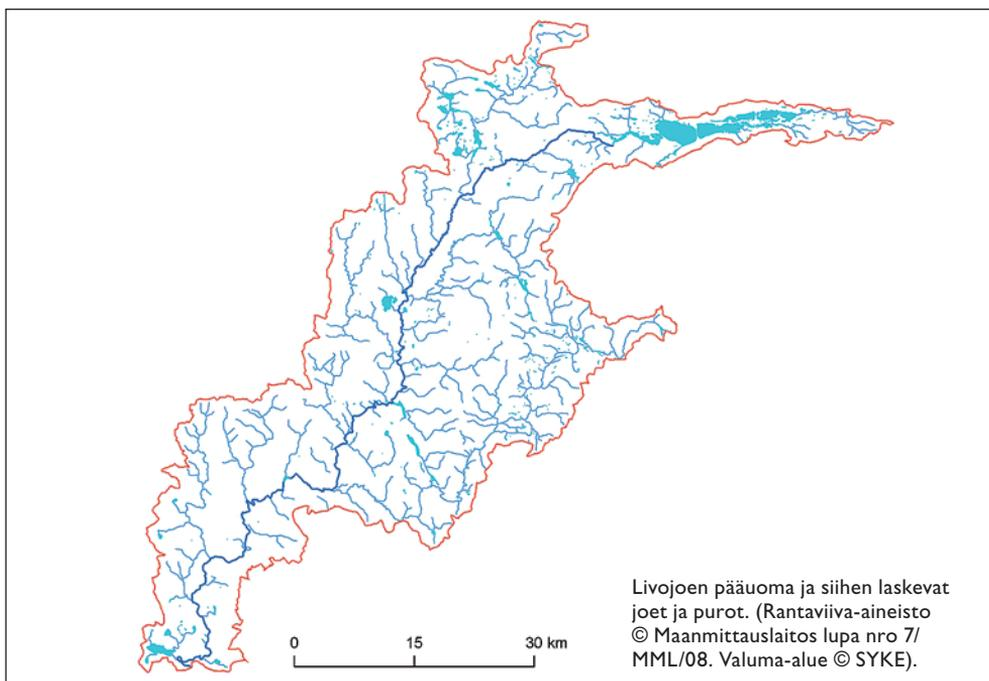 Livojoen pääuoma ja siihen laskevat
joet ja purot. (Rantaviiva-aineisto
© Maanmittauslaitos lupa nro 7/
MML/08. Valuma-alue © SYKE).
0 15 30 km